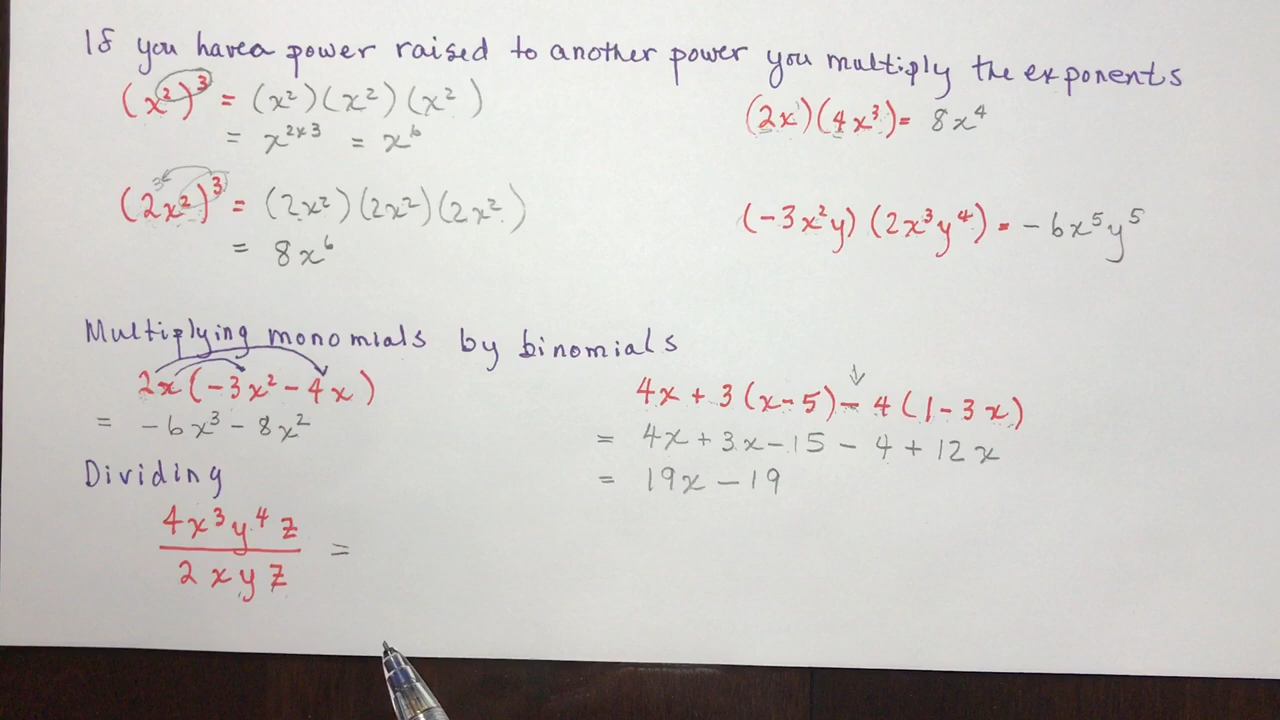 If you have a power raised to another power you multiply the exponents
(x²)³ = (x²)(x²)(x²)
= x²ˣ³ = x⁶
(2x¹)(4x³) = 8x⁴
(2x²)³ = (2x²)(2x²)(2x²)
3
= 8x⁶
(-3x²y)(2x³y⁴) = -6x⁵y⁵
Multiplying monomials by binomials
2x(-3x² - 4x)
= -6x³ - 8x²
4x + 3(x-5) - 4(1-3x)
= 4x + 3x - 15 - 4 + 12x
= 19x - 19
Dividing
4x³y⁴z
2xyz
=